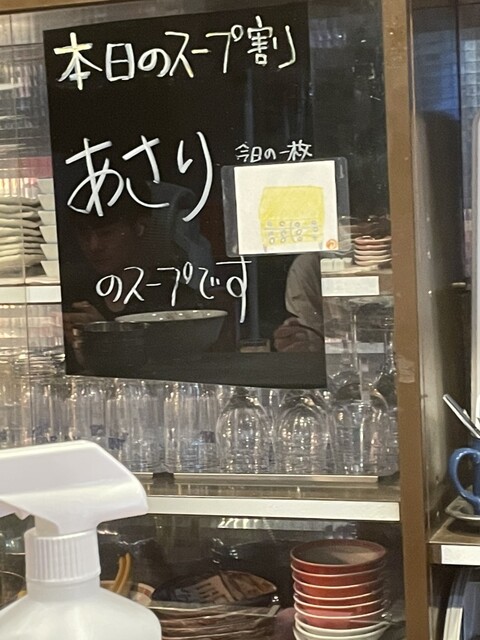 本日のスープ割り
あさり
今日の一枚
のスープです